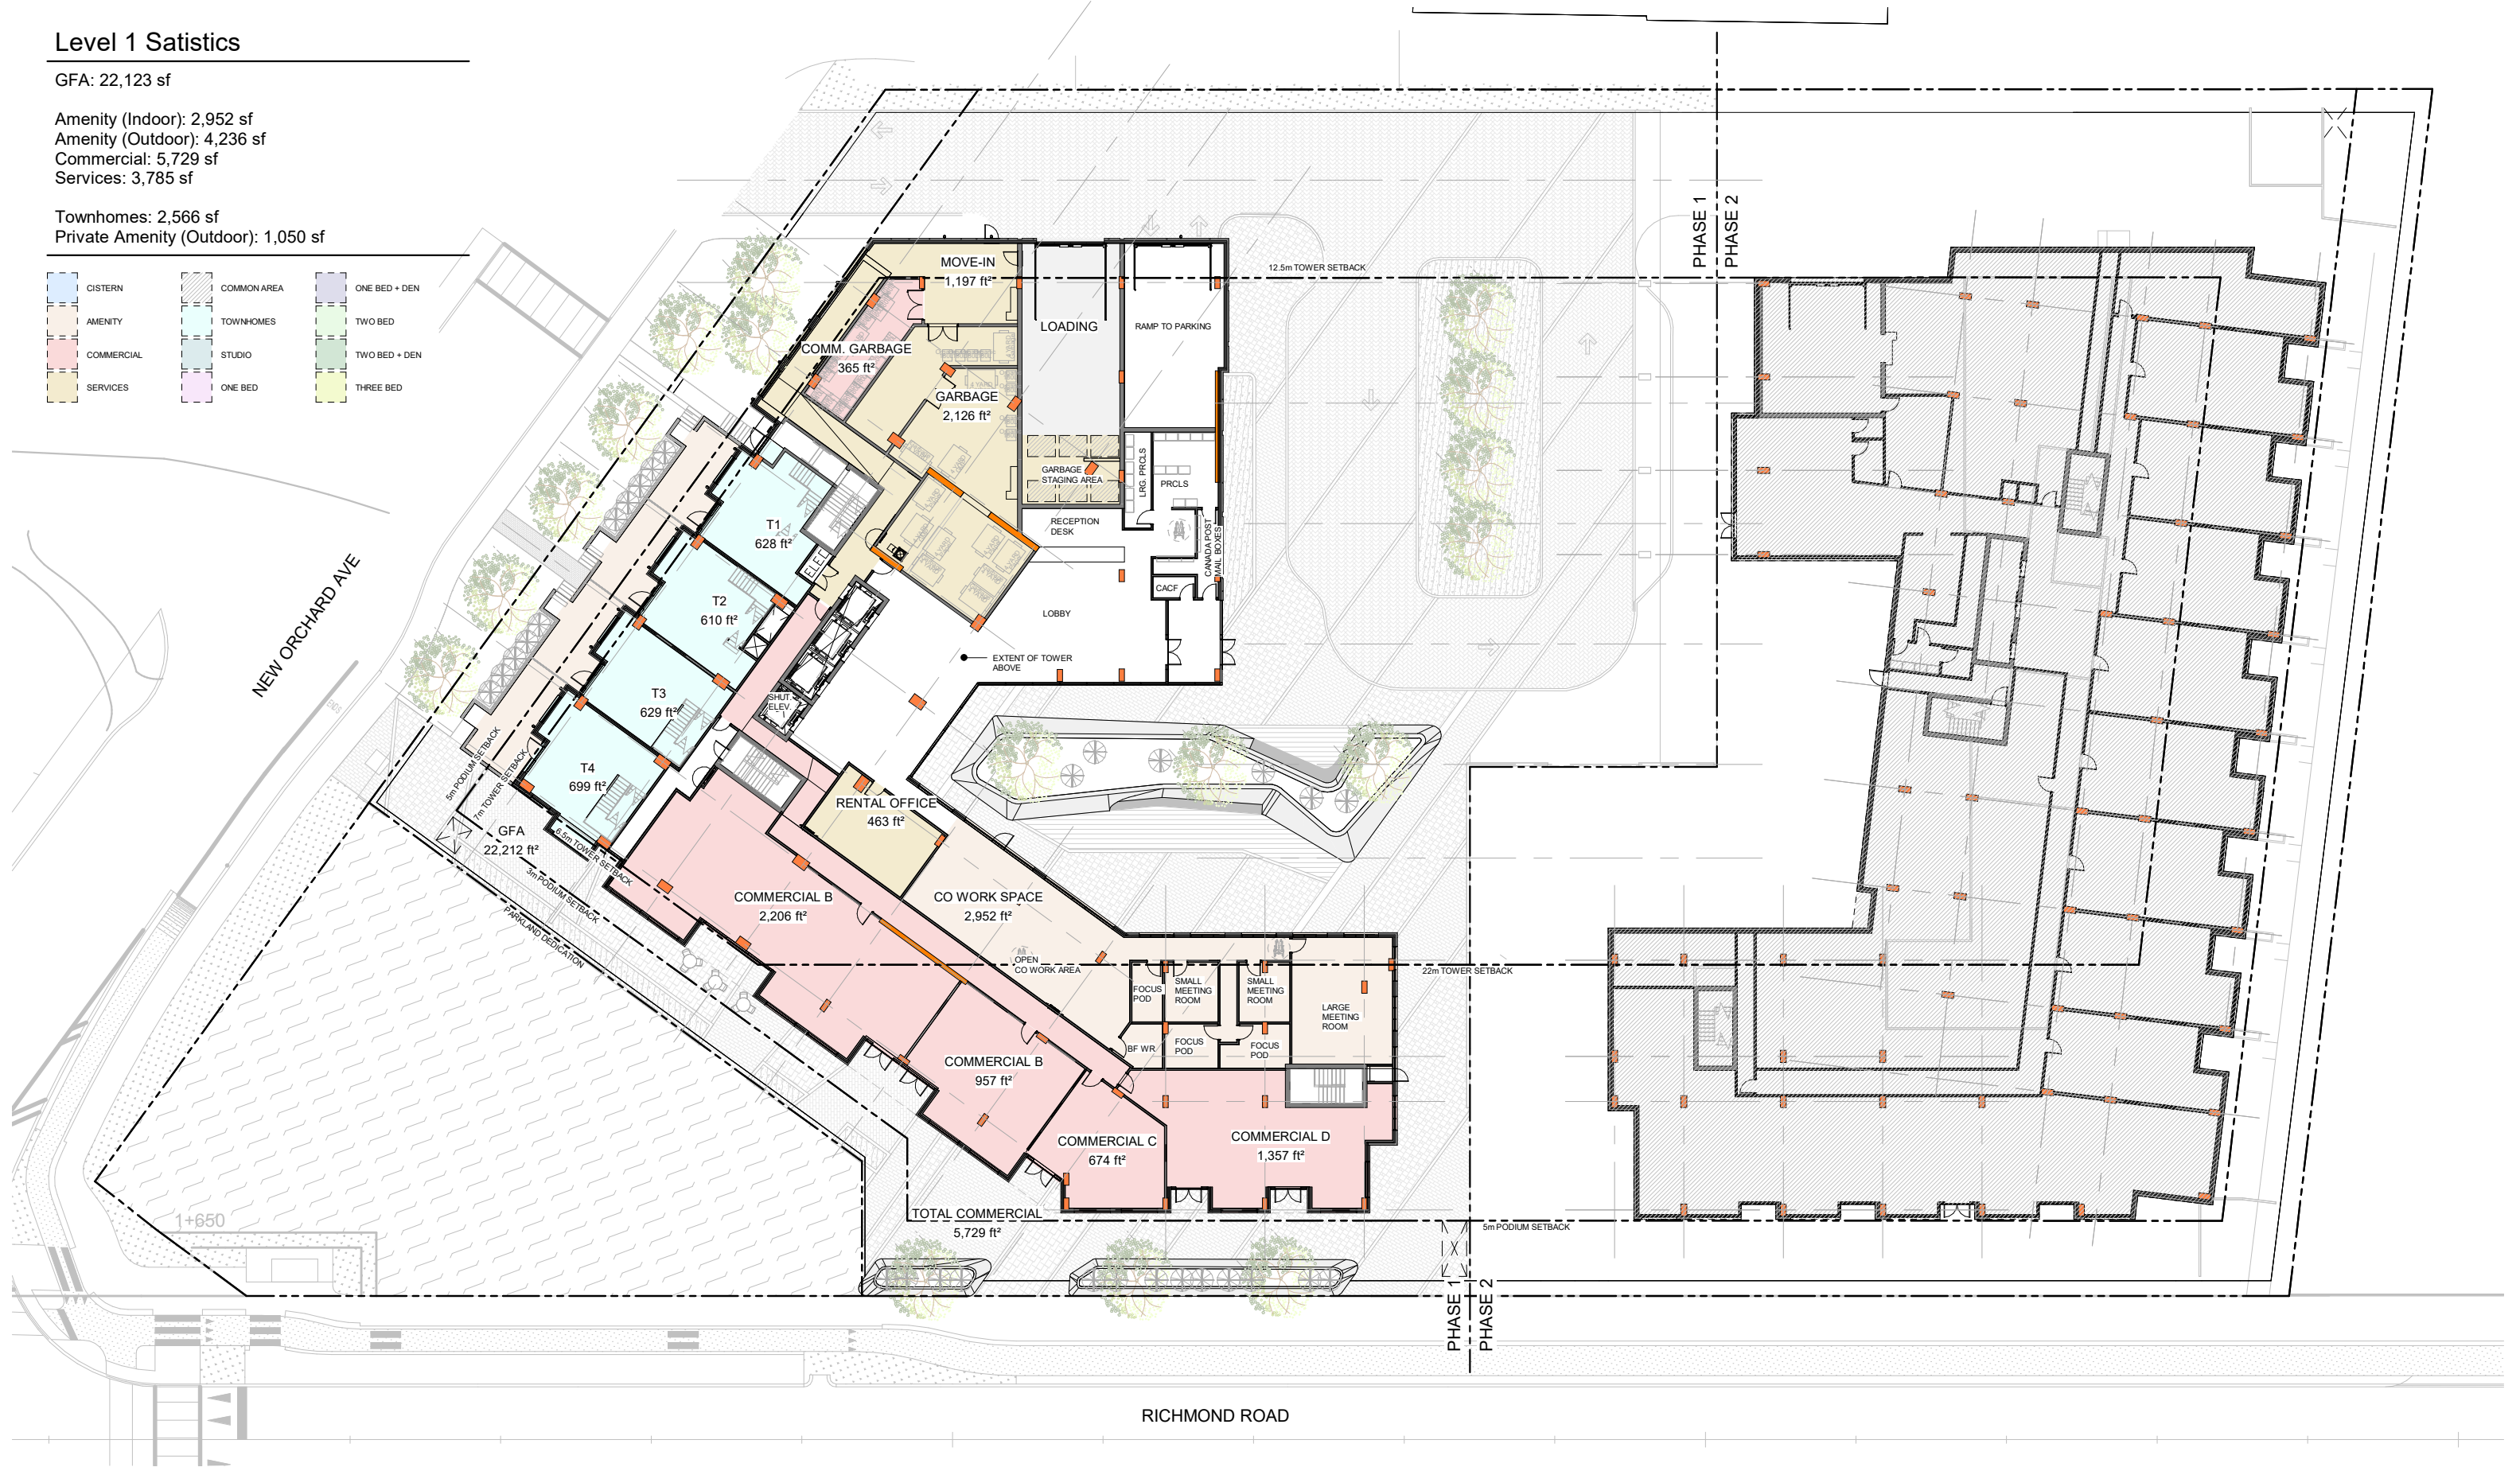 Level 1 Satistics
GFA: 22,123 sf
Amenity (Indoor): 2,952 sf
Amenity (Outdoor): 4,236 sf
Commercial: 5,729 sf
Services: 3,785 sf
Townhomes: 2,566 sf
Private Amenity (Outdoor): 1,050 sf
CISTERN
COMMON AREA
ONE BED + DEN
AMENITY
TOWNHOMES
TWO BED
COMMERCIAL
STUDIO
TWO BED + DEN
SERVICES
ONE BED
THREE BED
PHASE 1
PHASE 2
12.5m TOWER SETBACK
MOVE-IN
1,197 ft²
LOADING
RAMP TO PARKING
COMM. GARBAGE
365 ft²
GARBAGE
2,126 ft²
GARBAGE
STAGING AREA
LRG. PRCLS
PRCLS
RECEPTION
DESK
CANADA POST
MAIL BOXES
CACF
LOBBY
EXTENT OF TOWER
ABOVE
T1
628 ft²
ELEC
T2
610 ft²
T3
629 ft²
SHUT.
ELEV.
T4
699 ft²
NEW ORCHARD AVE
5m PODIUM SETBACK
7m TOWER SETBACK
GFA
22,212 ft²
6.5m TOWER SETBACK
3m PODIUM SETBACK
PARKLAND DEDICATION
RENTAL OFFICE
463 ft²
COMMERCIAL B
2,206 ft²
CO WORK SPACE
2,952 ft²
OPEN
CO WORK AREA
22m TOWER SETBACK
FOCUS
POD
SMALL
MEETING
ROOM
SMALL
MEETING
ROOM
LARGE
MEETING
ROOM
BF WR
FOCUS
POD
FOCUS
POD
COMMERCIAL B
957 ft²
COMMERCIAL C
674 ft²
COMMERCIAL D
1,357 ft²
TOTAL COMMERCIAL
5,729 ft²
5m PODIUM SETBACK
1+650
PHASE 1
PHASE 2
RICHMOND ROAD